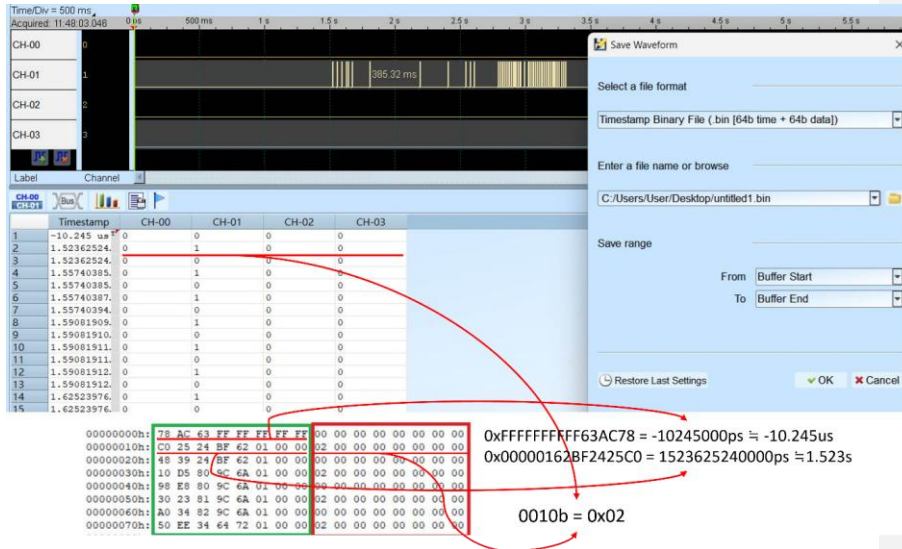 Time/Div = 500 ms
Acquired: 11:48:03.046
0 ps 500 ms 1 s 1.5 s 2 s 2.5 s 3 s 3.5 s 4 s 4.5 s 5 s 5.5 s
CH-00 0
CH-01 1 385.32 ms
CH-02 2
CH-03 3
Label Channel
Save Waveform
Select a file format
Timestamp Binary File (.bin [64b time + 64b data])
Enter a file name or browse
C:/Users/User/Desktop/untitled1.bin
Save range
From Buffer Start
To Buffer End
Restore Last Settings OK Cancel
CH-00
CH-01 Bus
Timestamp CH-00 CH-01 CH-02 CH-03
1 -10.245 us T 0 0 0 0
2 1.52362524. 0 1 0 0
3 1.52362524. 0 0 0 0
4 1.55740385. 0 1 0 0
5 1.55740385. 0 0 0 0
6 1.55740387. 0 1 0 0
7 1.55740394. 0 0 0 0
8 1.59081909. 0 1 0 0
9 1.59081910. 0 0 0 0
10 1.59081911. 0 1 0 0
11 1.59081911. 0 0 0 0
12 1.59081912. 0 1 0 0
13 1.59081912. 0 0 0 0
14 1.62523976. 0 1 0 0
15 1.62523976. 0 0 0 0
00000000h: 78 AC 63 FF FF FF FF FF 00 00 00 00 00 00 00 00
00000010h: C0 25 24 BF 62 01 00 00 02 00 00 00 00 00 00 00
00000020h: 48 39 24 BF 62 01 00 00 00 00 00 00 00 00 00 00
00000030h: 10 D5 80 9C 6A 01 00 00 02 00 00 00 00 00 00 00
00000040h: 98 E8 80 9C 6A 01 00 00 00 00 00 00 00 00 00 00
00000050h: 30 23 81 9C 6A 01 00 00 02 00 00 00 00 00 00 00
00000060h: A0 34 82 9C 6A 01 00 00 00 00 00 00 00 00 00 00
00000070h: 50 EE 34 64 72 01 00 00 02 00 00 00 00 00 00 00
0xFFFFFFFFFF63AC78 = -10245000ps ≒ -10.245us
0x00000162BF2425C0 = 1523625240000ps ≒1.523s
0010b = 0x02